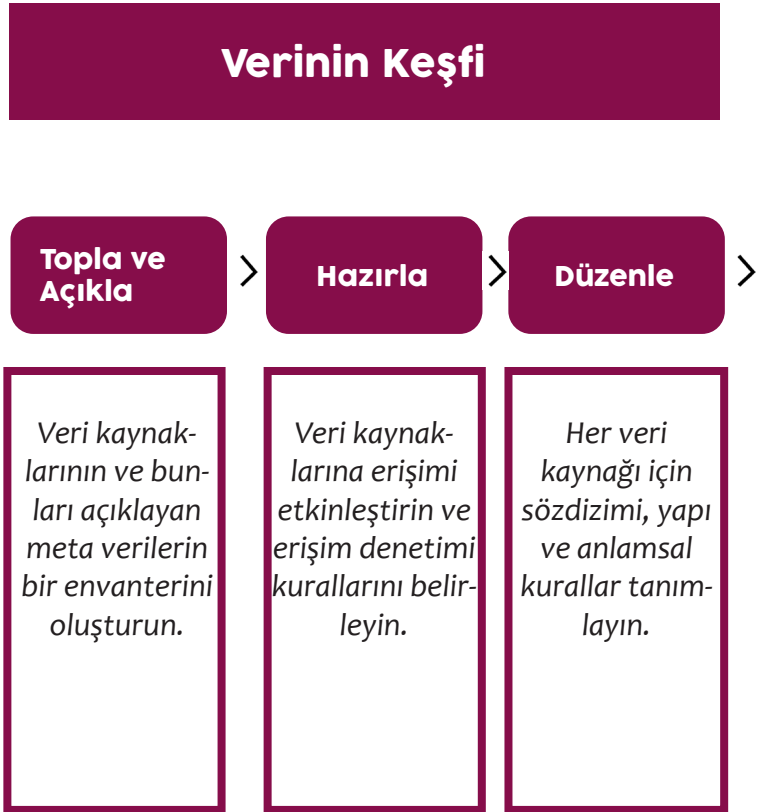 Verinin Keşfi
Topla ve
Açıkla
>
Hazırla
>
Düzenle
>
Veri kaynak-
larının ve bun-
ları açıklayan
meta verilerin
bir envanterini
oluşturun.
Veri kaynak-
larına erişimi
etkinleştirin ve
erişim denetimi
kurallarını belir-
leyin.
Her veri
kaynağı için
sözdizimi, yapı
ve anlamsal
kurallar tanım-
layın.